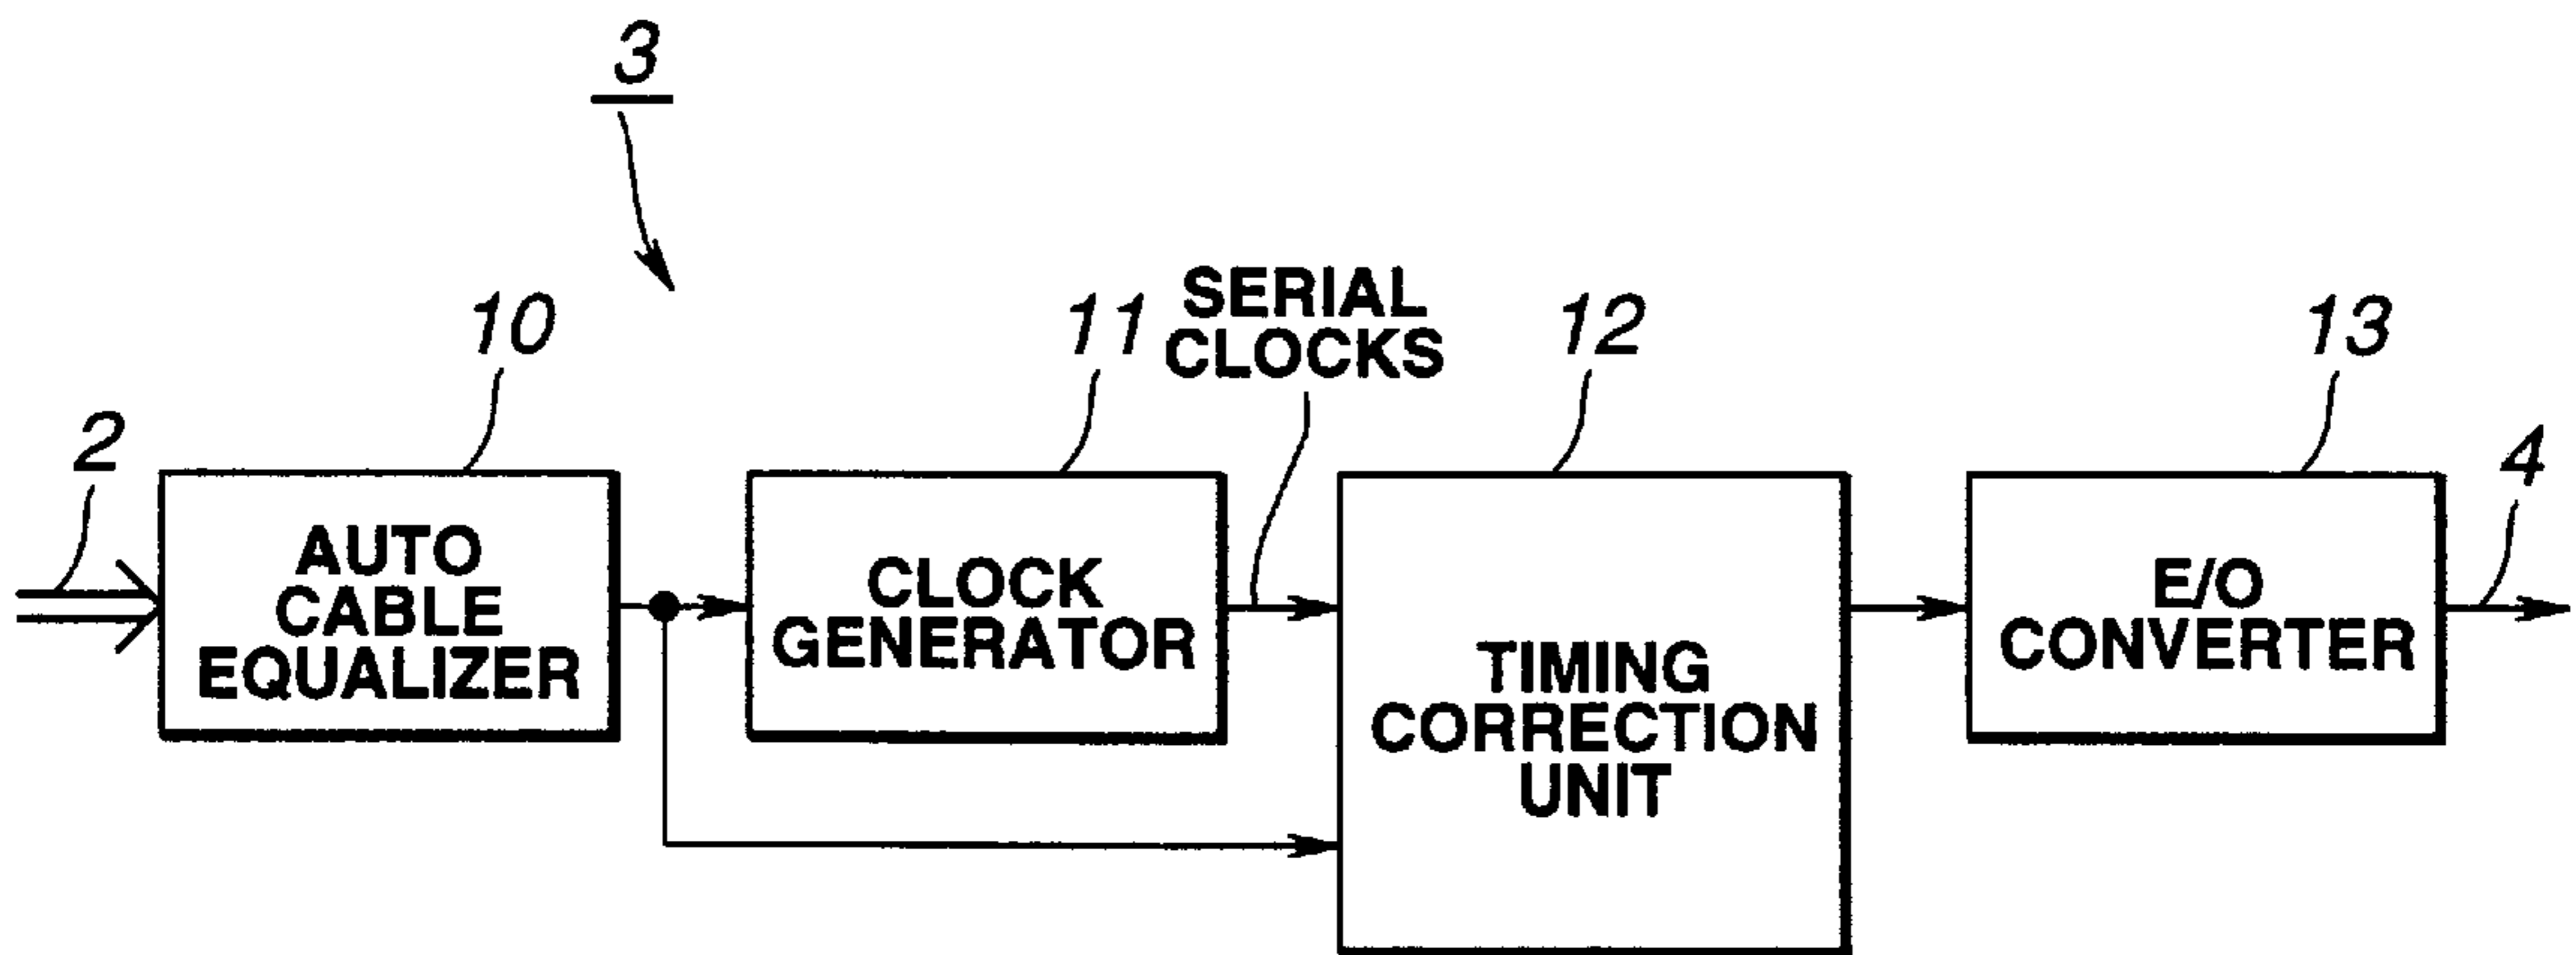 3
10
11
SERIAL
CLOCKS
12
13
2
4
AUTO
CABLE
EQUALIZER
CLOCK
GENERATOR
TIMING
CORRECTION
UNIT
E/O
CONVERTER